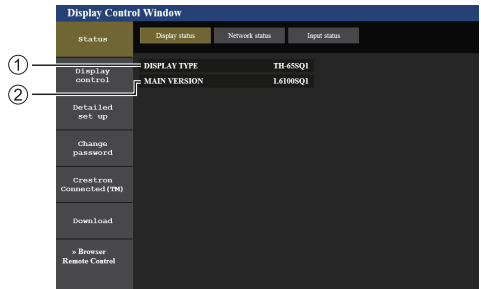 Display Control Window
Status
Display status
Network status
Input status
①
DISPLAY TYPE TH-65SQ1
②
MAIN VERSION 1.6100SQ1
Display
control
Detailed
set up
Change
password
Crestron
Connected(TM)
Download
» Browser
Remote Control